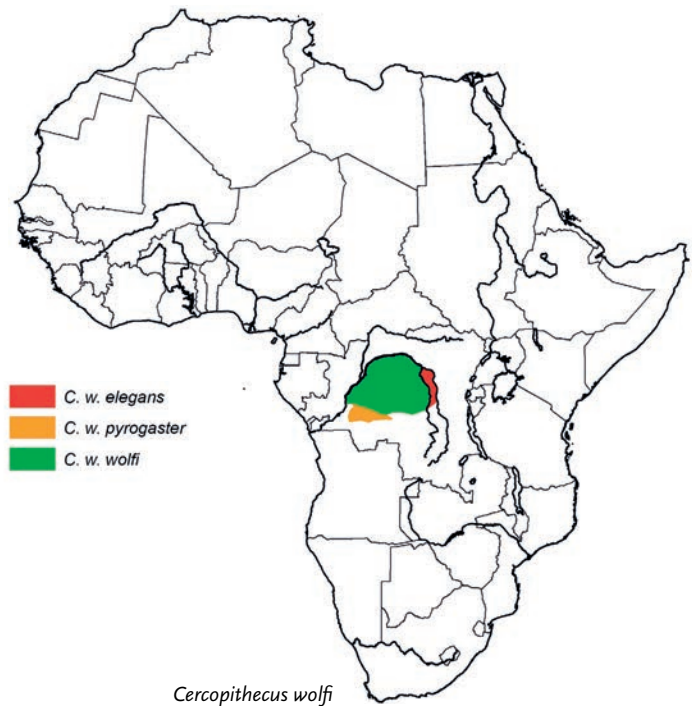 C. w. elegans
C. w. pyrogaster
C. w. wolfi
Cercopithecus wolfi